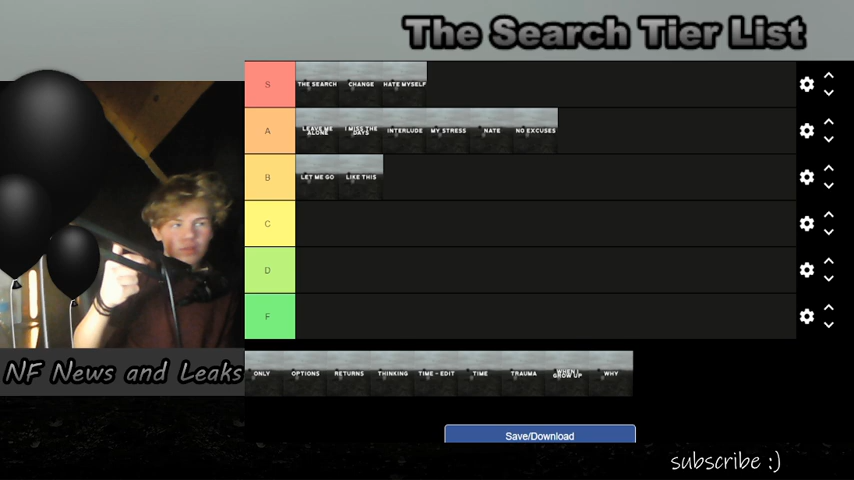 The Search Tier List
S
THE SEARCH CHANGE HATE MYSELF
A
LEAVE ME ALONE I MISS THE DAYS INTERLUDE MY STRESS NATE NO EXCUSES
B
LET ME GO LIKE THIS
C
D
F
NF News and Leaks
ONLY OPTIONS RETURNS THINKING TIME - EDIT TIME TRAUMA WHEN I GROW UP WHY
Save/Download
subscribe :)